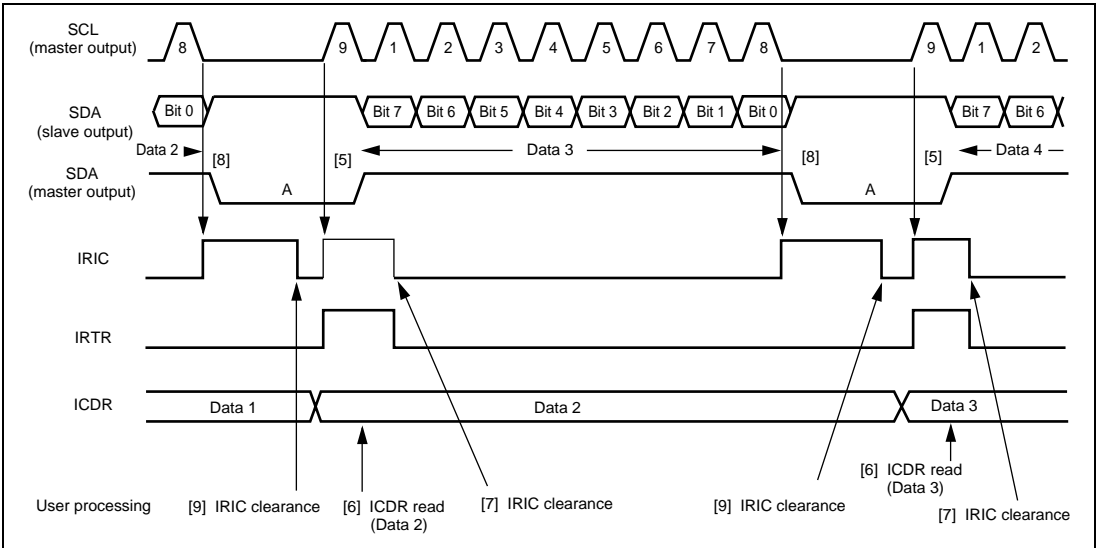 SCL
(master output)
8 9 1 2 3 4 5 6 7 8 9 1 2
SDA
(slave output)
Bit 0 Bit 7 Bit 6 Bit 5 Bit 4 Bit 3 Bit 2 Bit 1 Bit 0 Bit 7 Bit 6
Data 2 [8] [5] Data 3 [8] [5] Data 4
SDA
(master output)
A A
IRIC
IRTR
ICDR
Data 1 Data 2 Data 3
User processing
[9] IRIC clearance
[6] ICDR read
(Data 2)
[7] IRIC clearance
[9] IRIC clearance
[6] ICDR read
(Data 3)
[7] IRIC clearance